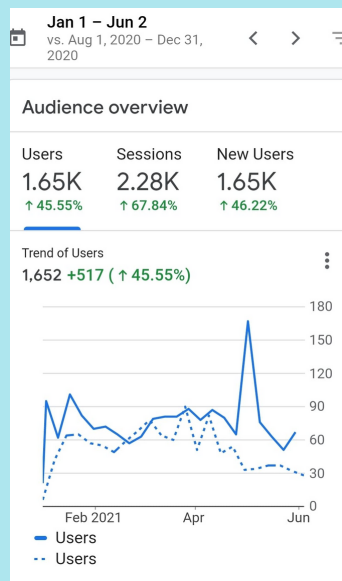 Jan 1 – Jun 2
vs. Aug 1, 2020 – Dec 31,
2020
Audience overview
Users Sessions New Users
1.65K 2.28K 1.65K
↑ 45.55% ↑ 67.84% ↑ 46.22%
Trend of Users
1,652 +517 ( ↑ 45.55%)
180
150
120
90
60
30
0
Feb 2021 Apr Jun
Users
Users